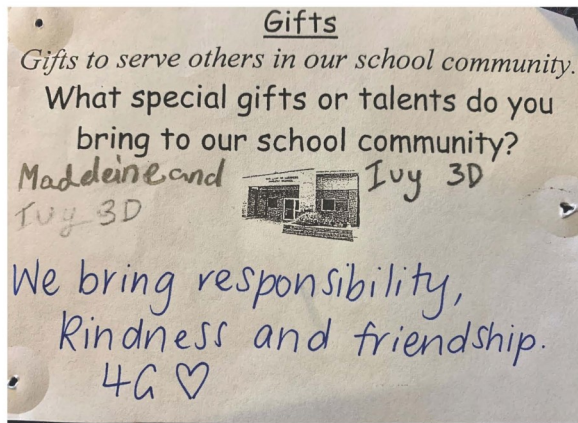 Gifts
Gifts to serve others in our school community.
What special gifts or talents do you
bring to our school community?
Madeleine and Ivy 3D
Ivy 3D
We bring responsibility,
kindness and friendship.
4G ♡